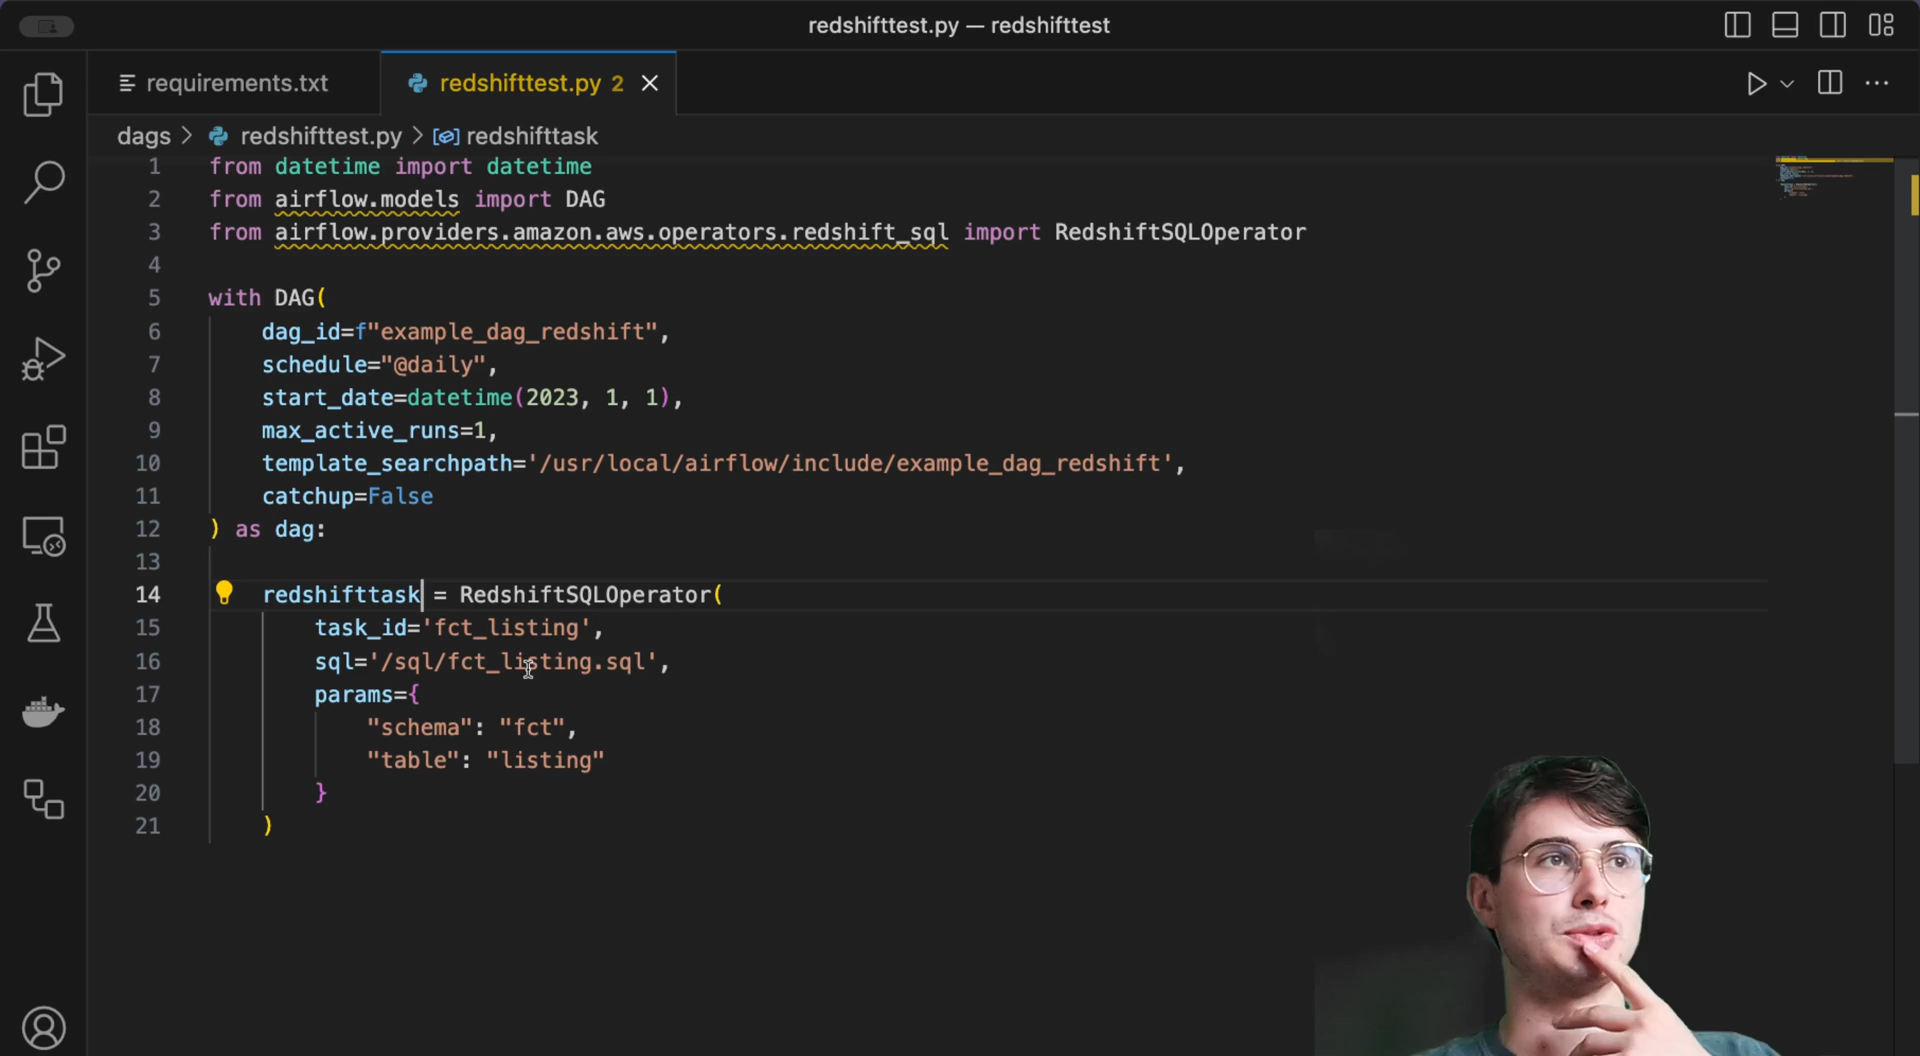 redshifttest.py — redshifttest
requirements.txt
redshifttest.py 2
dags > redshifttest.py > redshifttask
1 from datetime import datetime
2 from airflow.models import DAG
3 from airflow.providers.amazon.aws.operators.redshift_sql import RedshiftSQLOperator
4
5 with DAG(
6 dag_id=f"example_dag_redshift",
7 schedule="@daily",
8 start_date=datetime(2023, 1, 1),
9 max_active_runs=1,
10 template_searchpath='/usr/local/airflow/include/example_dag_redshift',
11 catchup=False
12 ) as dag:
13
14 redshifttask = RedshiftSQLOperator(
15 task_id='fct_listing',
16 sql='/sql/fct_listing.sql',
17 params={
18 "schema": "fct",
19 "table": "listing"
20 }
21 )